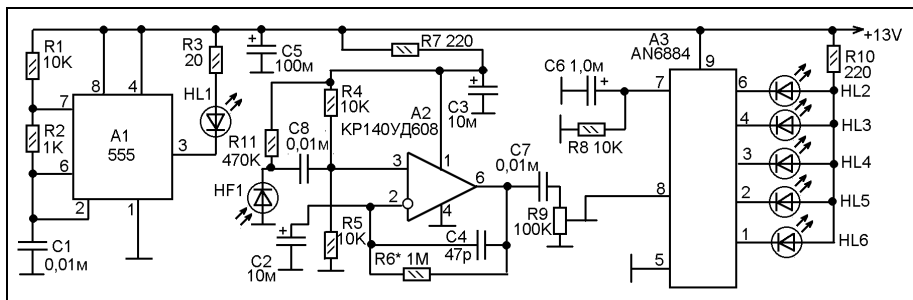 R1
10K
R2
1K
C1
0,01м
8
4
7
6
2
1
3
A1
555
R3
20
HL1
C5
100м
+
R7 220
R4
10K
R11
470K
C8
0,01м
HF1
A2
КР140УД608
3
2
1
4
6
+
C3
10м
R5
10K
+
C2
10м
C4
47p
R6* 1M
C7
0,01м
R9
100K
C6 1,0м
+
R8 10K
A3
AN6884
9
7
8
5
6
4
3
2
1
+13V
R10
220
HL2
HL3
HL4
HL5
HL6